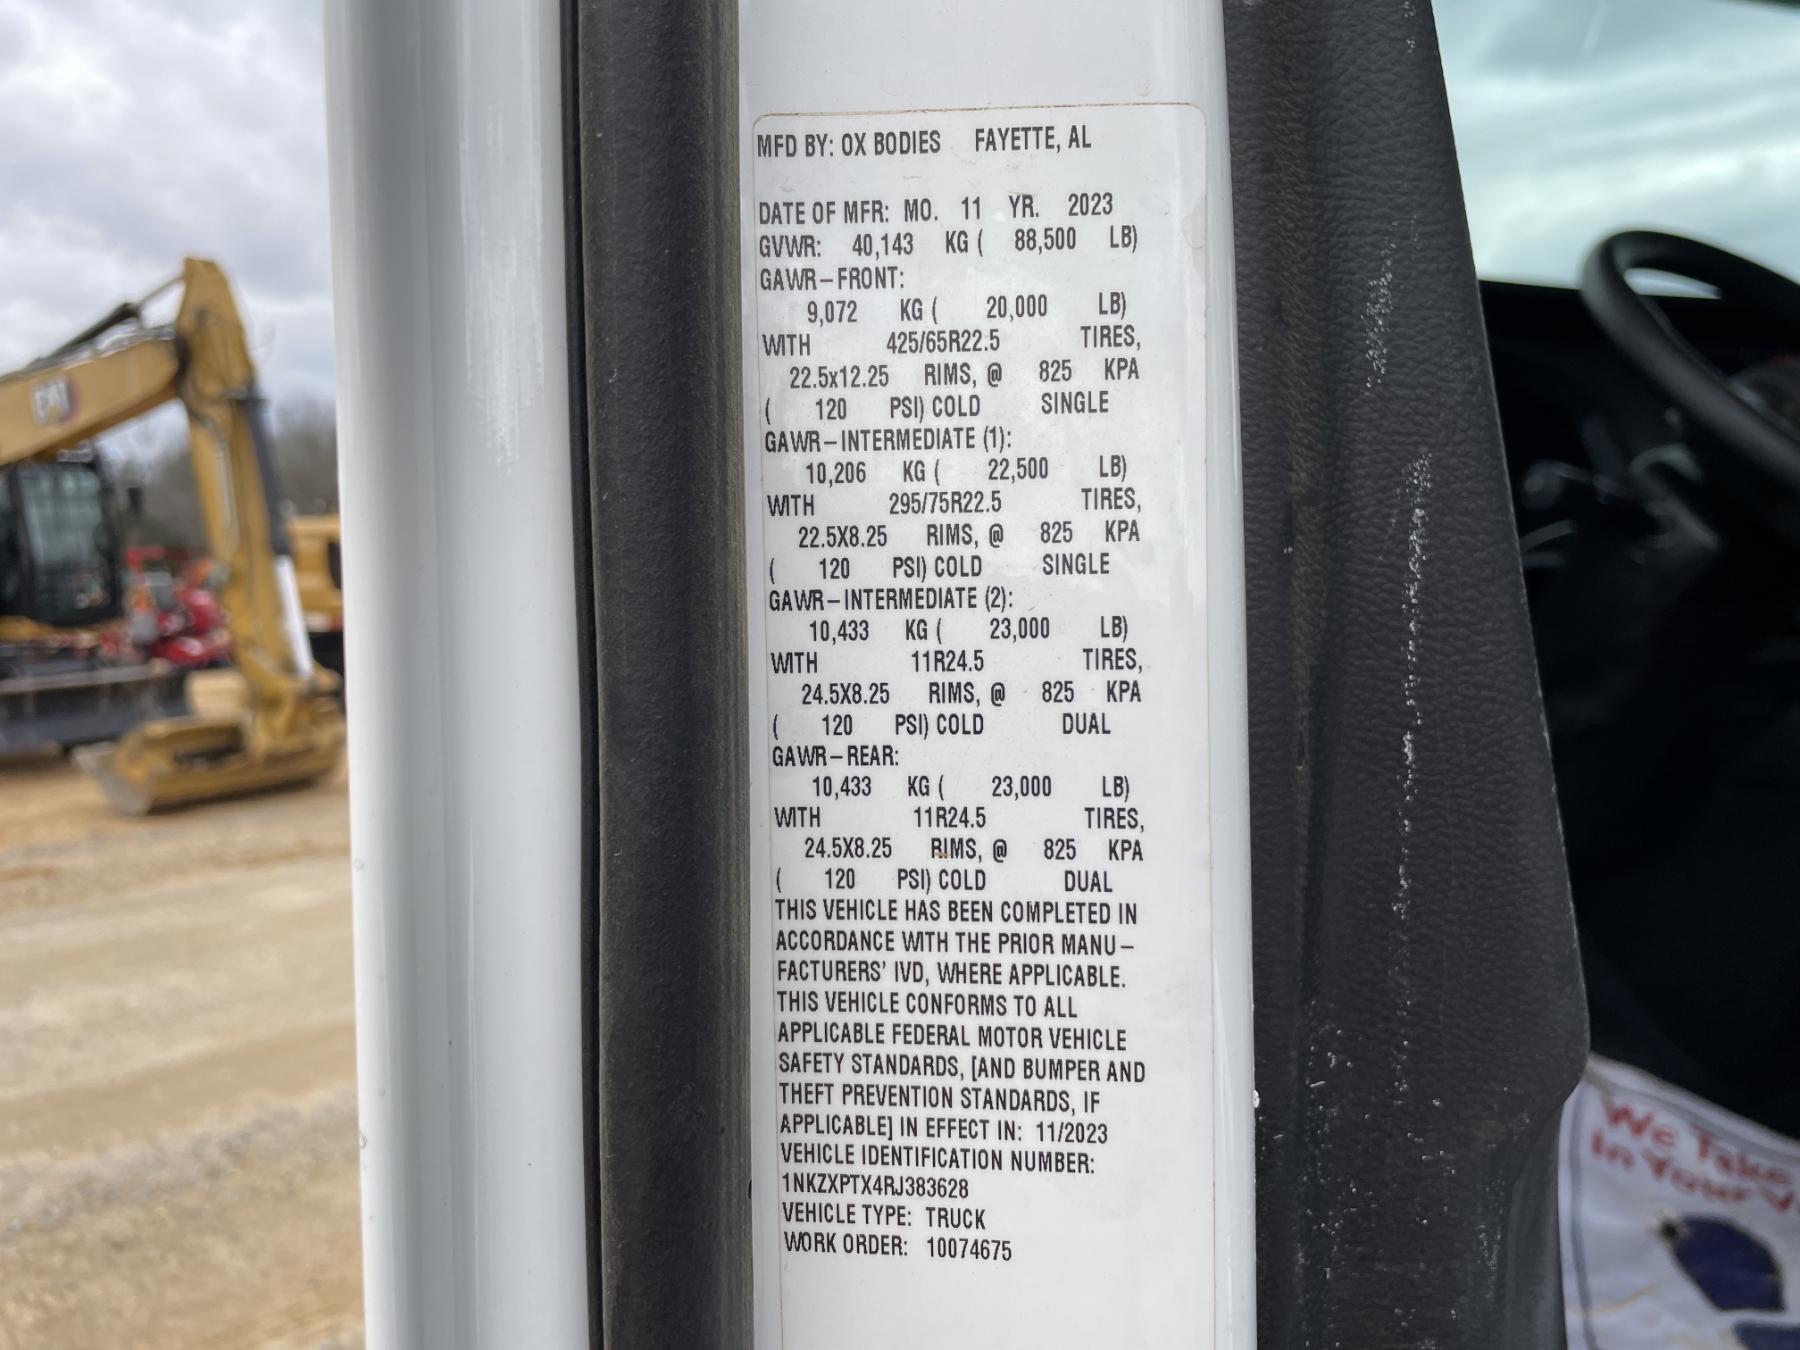 MFD BY: OX BODIES FAYETTE, AL
DATE OF MFR: MO. 11 YR. 2023
GVWR: 40,143 KG ( 88,500 LB)
GAWR-FRONT:
9,072 KG ( 20,000 LB)
WITH 425/65R22.5 TIRES,
22.5x12.25 RIMS, @ 825 KPA
( 120 PSI) COLD SINGLE
GAWR-INTERMEDIATE (1):
10,206 KG ( 22,500 LB)
WITH 295/75R22.5 TIRES,
22.5X8.25 RIMS, @ 825 KPA
( 120 PSI) COLD SINGLE
GAWR-INTERMEDIATE (2):
10,433 KG ( 23,000 LB)
WITH 11R24.5 TIRES,
24.5X8.25 RIMS, @ 825 KPA
( 120 PSI) COLD DUAL
GAWR-REAR:
10,433 KG ( 23,000 LB)
WITH 11R24.5 TIRES,
24.5X8.25 RIMS, @ 825 KPA
( 120 PSI) COLD DUAL
THIS VEHICLE HAS BEEN COMPLETED IN
ACCORDANCE WITH THE PRIOR MANU-
FACTURERS' IVD, WHERE APPLICABLE.
THIS VEHICLE CONFORMS TO ALL
APPLICABLE FEDERAL MOTOR VEHICLE
SAFETY STANDARDS, [AND BUMPER AND
THEFT PREVENTION STANDARDS, IF
APPLICABLE] IN EFFECT IN: 11/2023
VEHICLE IDENTIFICATION NUMBER:
1NKZXPTX4RJ383628
VEHICLE TYPE: TRUCK
WORK ORDER: 10074675
CAT
We Take
In Your